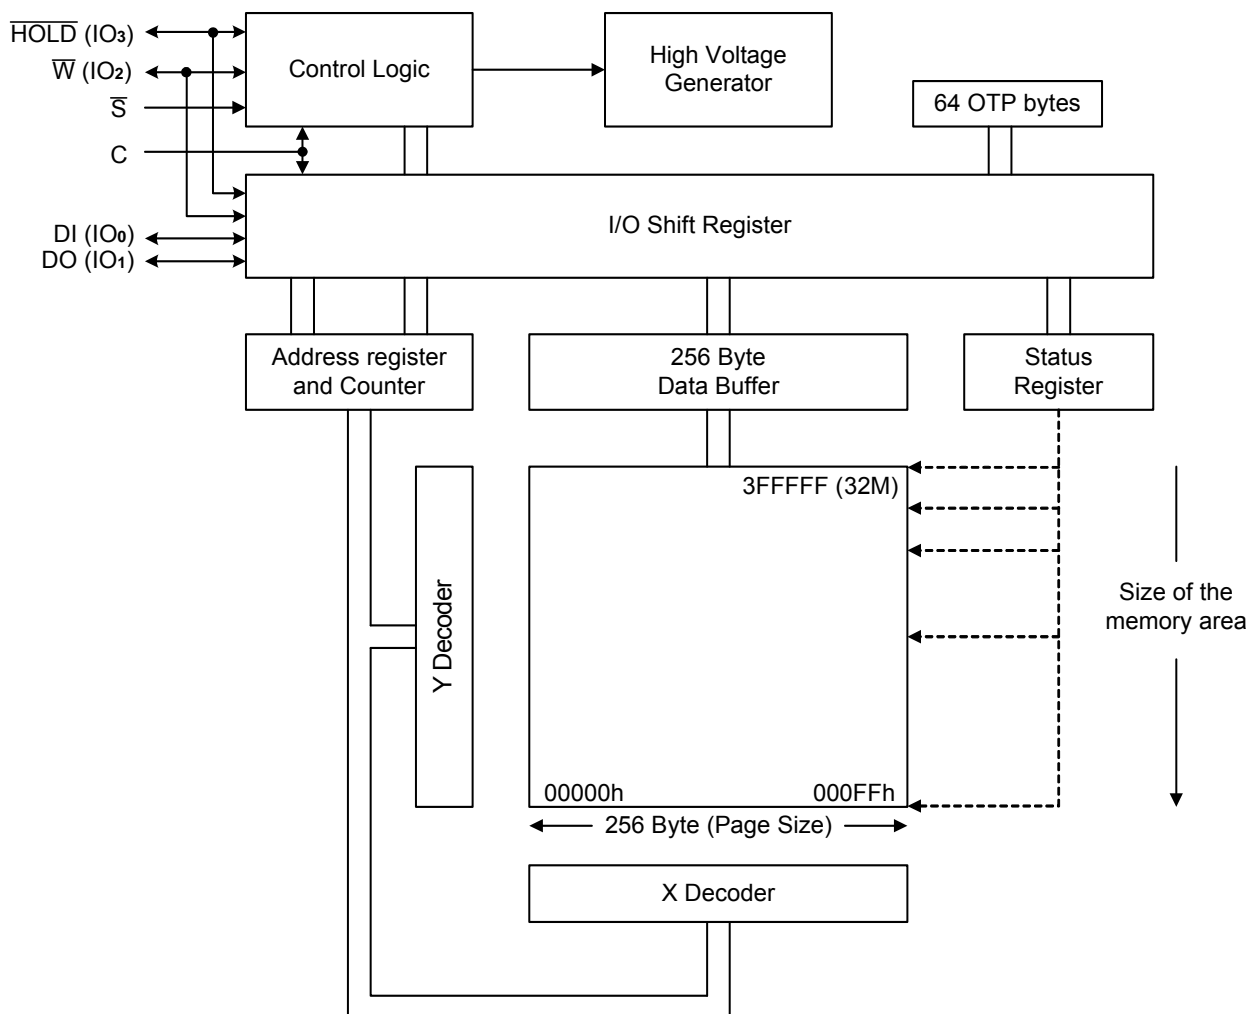 HOLD (IO3)
W (IO2)
S
C
DI (IO0)
DO (IO1)
Control Logic
High Voltage
Generator
64 OTP bytes
I/O Shift Register
Address register
and Counter
256 Byte
Data Buffer
Status
Register
Y Decoder
3FFFFF (32M)
00000h
000FFh
256 Byte (Page Size)
Size of the
memory area
X Decoder